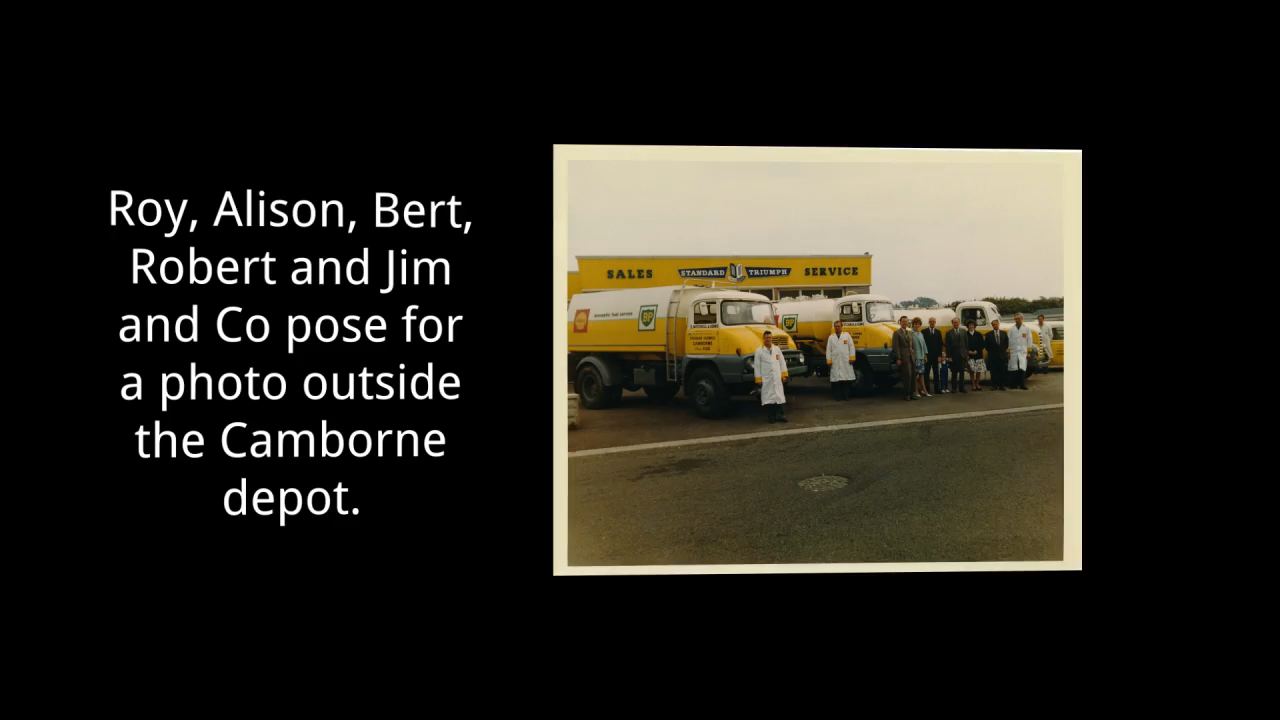 Roy, Alison, Bert,
Robert and Jim
and Co pose for
a photo outside
the Camborne
depot.
SALES
STANDARD TRIUMPH
SERVICE
BP
BP
CAMBORNE